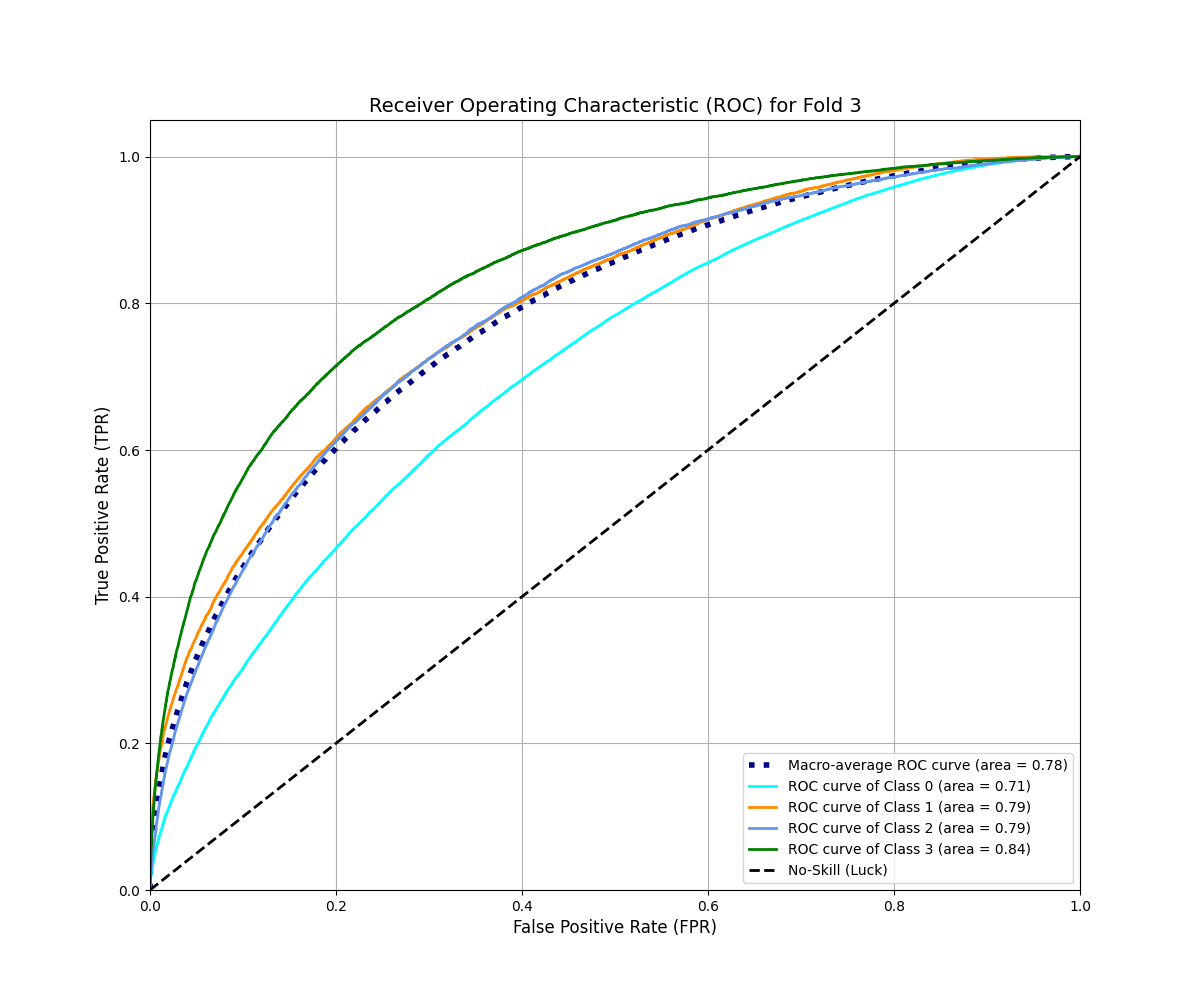 Receiver Operating Characteristic (ROC) for Fold 3
True Positive Rate (TPR)
1.0
0.8
0.6
0.4
0.2
0.0
Macro-average ROC curve (area = 0.78)
ROC curve of Class 0 (area = 0.71)
ROC curve of Class 1 (area = 0.79)
ROC curve of Class 2 (area = 0.79)
ROC curve of Class 3 (area = 0.84)
No-Skill (Luck)
0.0 0.2 0.4 0.6 0.8 1.0
False Positive Rate (FPR)